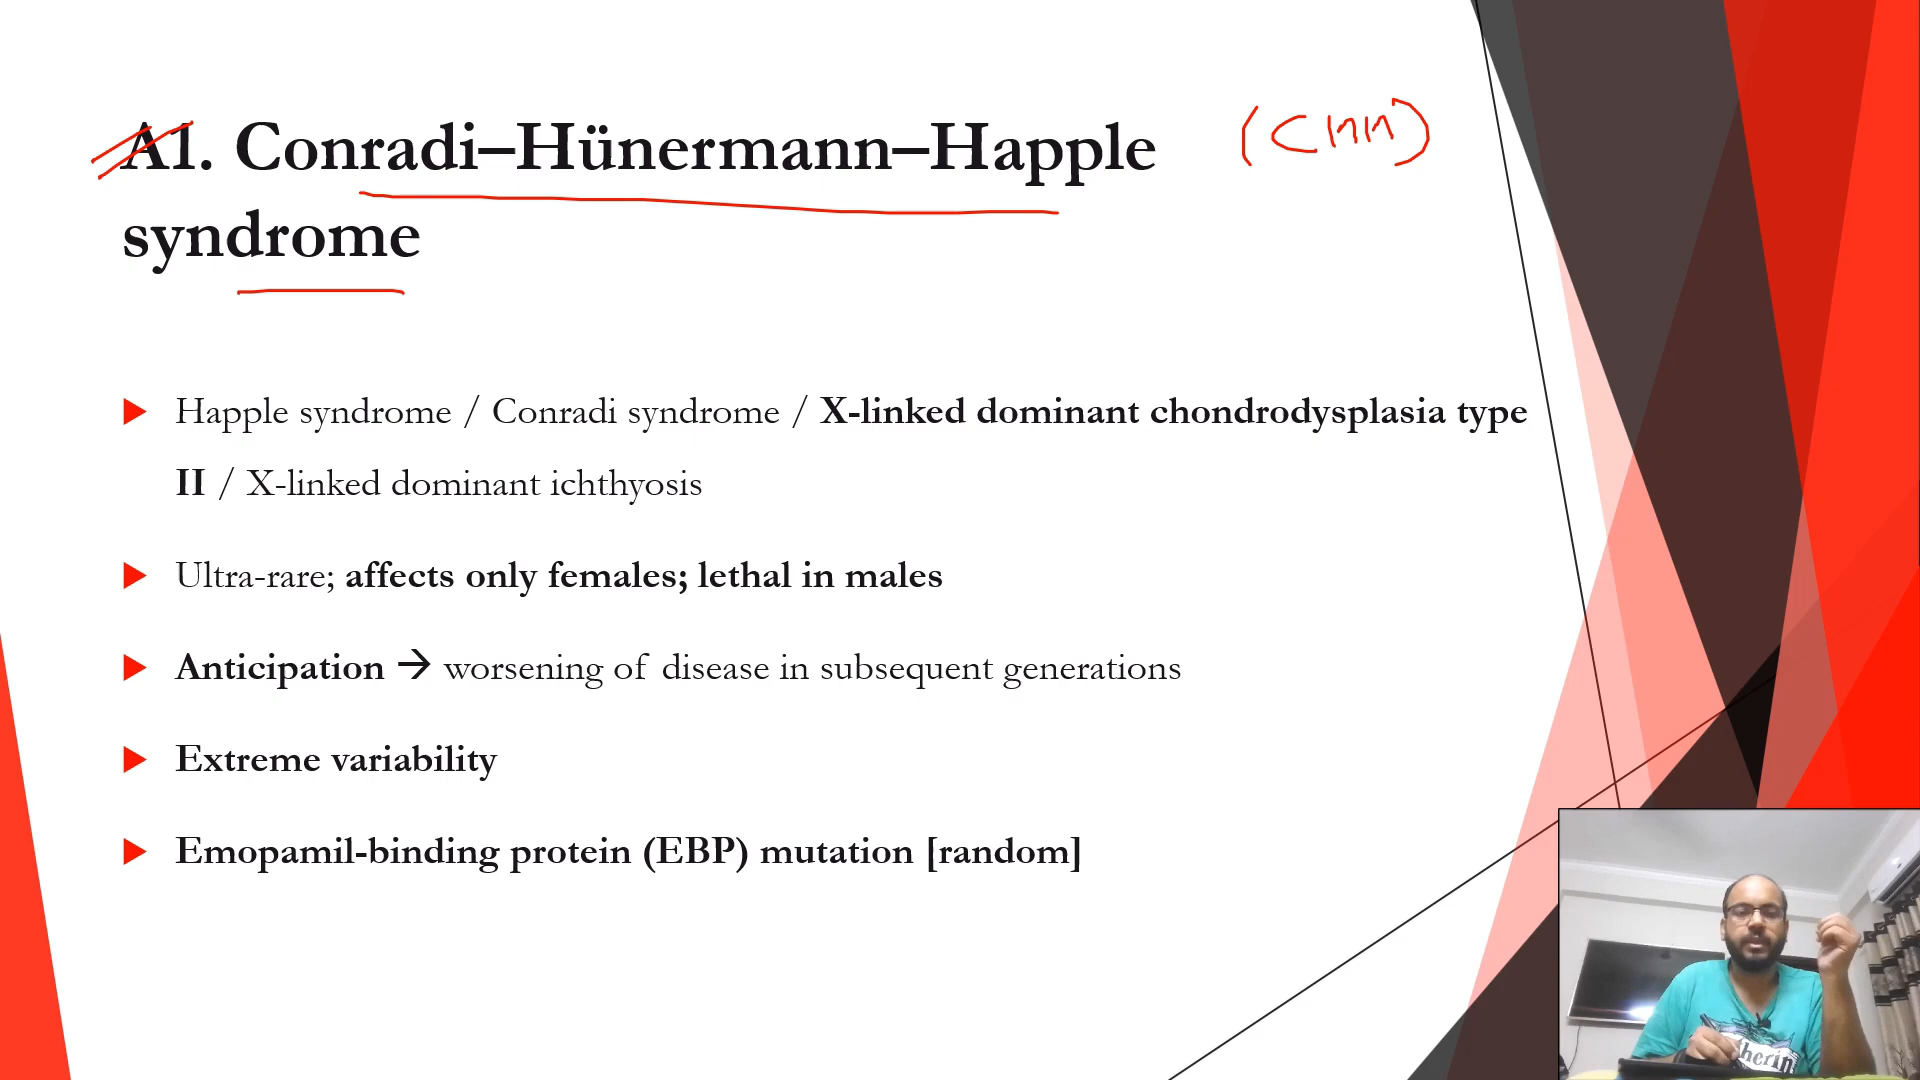 A1. Conradi–Hünermann–Happle
(CHH)
syndrome
Happle syndrome / Conradi syndrome / X-linked dominant chondrodysplasia type
II / X-linked dominant ichthyosis
Ultra-rare; affects only females; lethal in males
Anticipation → worsening of disease in subsequent generations
Extreme variability
Emopamil-binding protein (EBP) mutation [random]